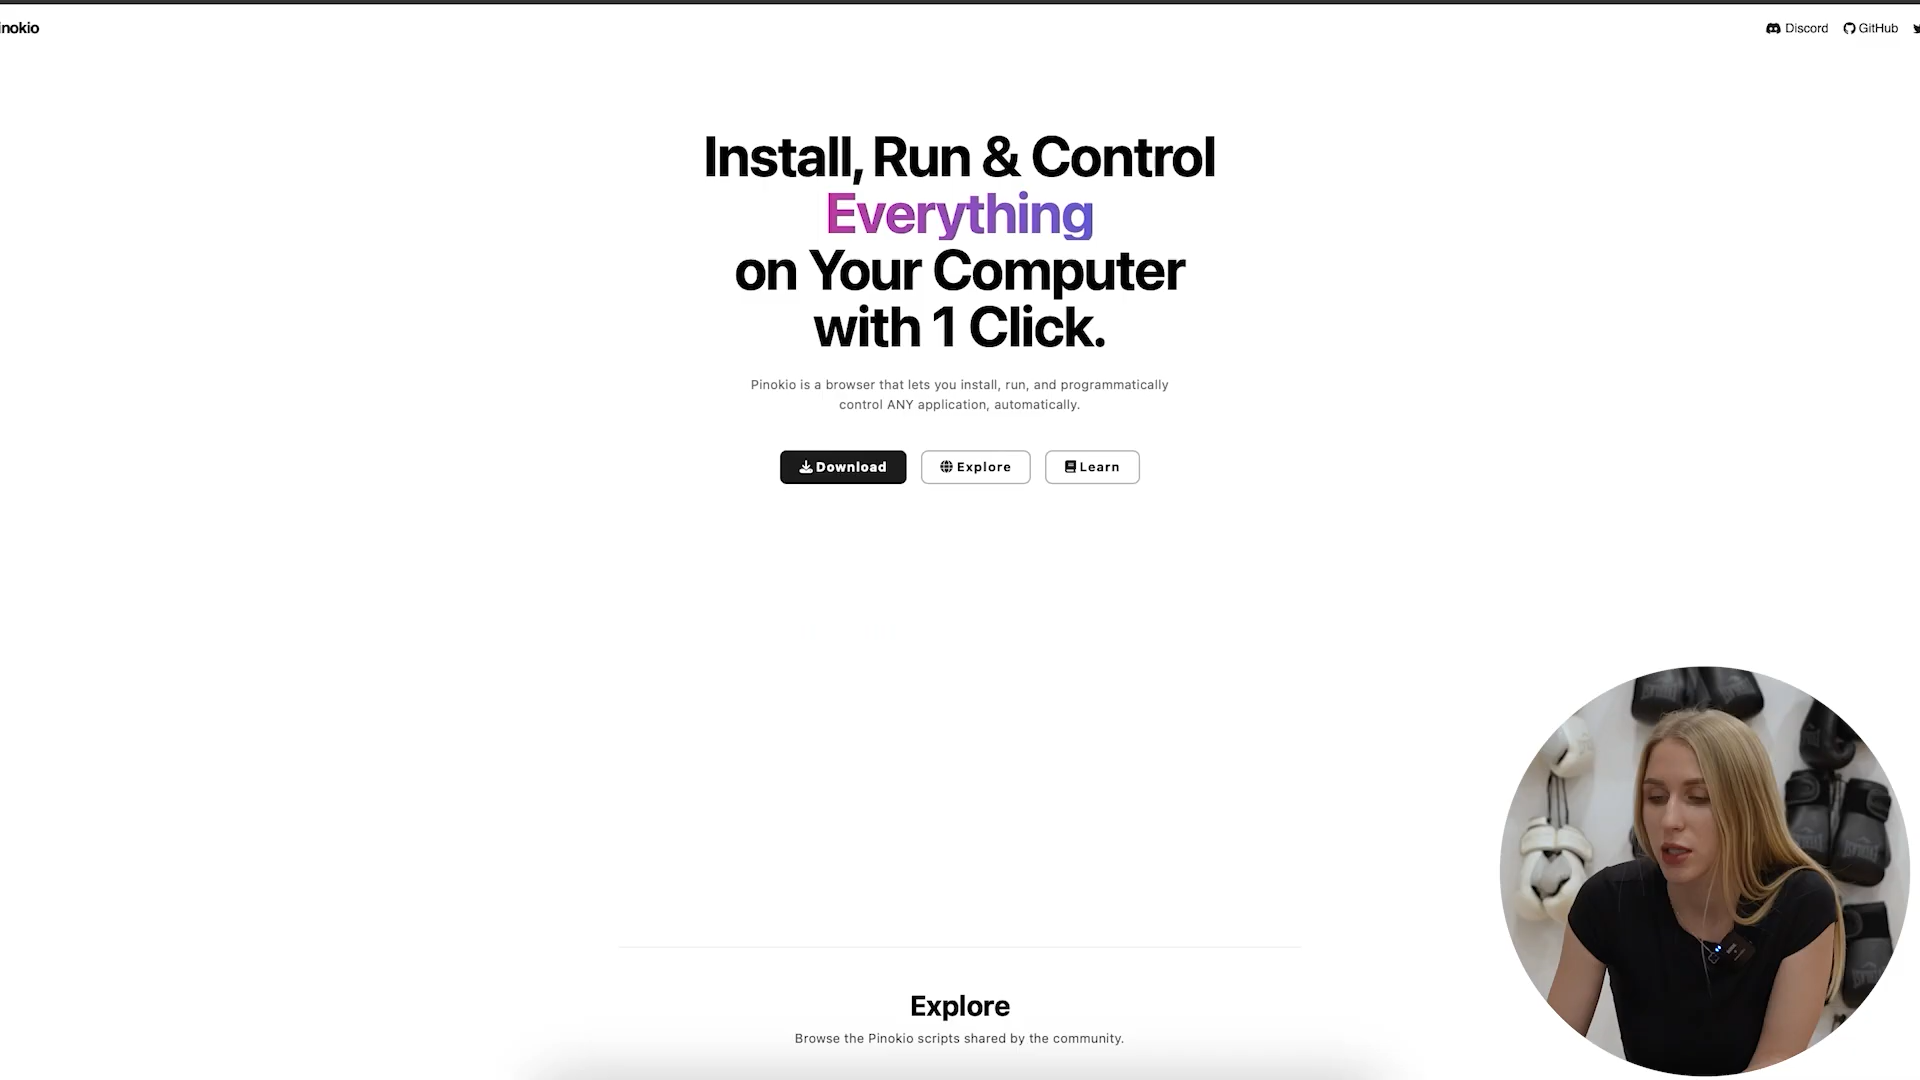 inokio
Discord GitHub
Install, Run & Control
Everything
on Your Computer
with 1 Click.
Pinokio is a browser that lets you install, run, and programmatically
control ANY application, automatically.
Download Explore Learn
Explore
Browse the Pinokio scripts shared by the community.